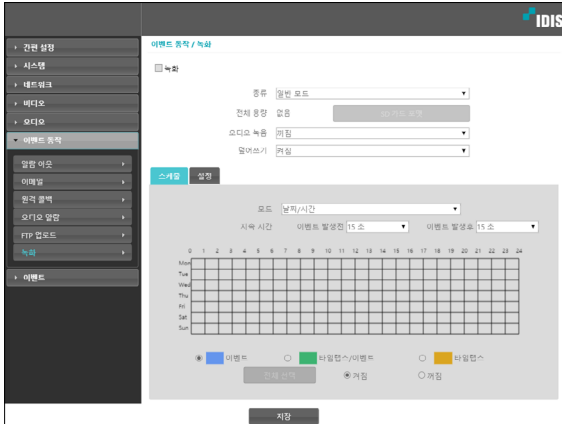 IDIS
간편 설정
시스템
네트워크
비디오
오디오
이벤트 동작
알람 아웃
이메일
원격 콜백
오디오 알람
FTP 업로드
녹화
이벤트
이벤트 동작 / 녹화
녹화
종류 일반 모드
전체 용량 없음 SD 카드 포맷
오디오 녹음 꺼짐
덮어쓰기 켜짐
스케쥴 설정
모드 날짜/시간
지속 시간 이벤트 발생전 15 초 이벤트 발생후 15 초
0 1 2 3 4 5 6 7 8 9 10 11 12 13 14 15 16 17 18 19 20 21 22 23 24
Mon
Tue
Wed
Thu
Fri
Sat
Sun
이벤트 타임랩스/이벤트 타임랩스
전체 선택 켜짐 꺼짐
저장